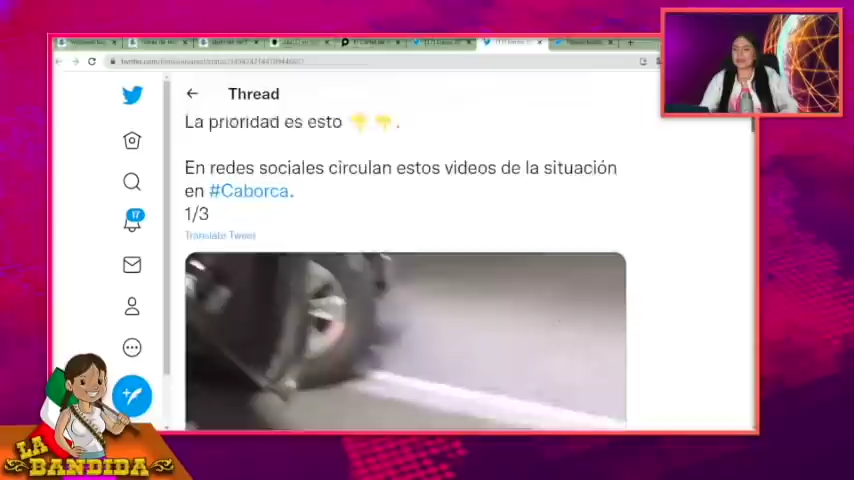 Thread
La prioridad es esto 👇👇.
En redes sociales circulan estos videos de la situación
en #Caborca.
1/3
Translate Tweet
17
LA
BANDIDA